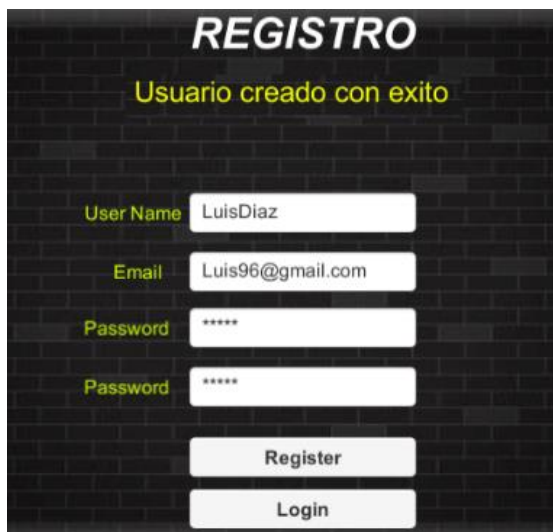 REGISTRO
Usuario creado con exito
User Name LuisDiaz
Email Luis96@gmail.com
Password *****
Password *****
Register
Login